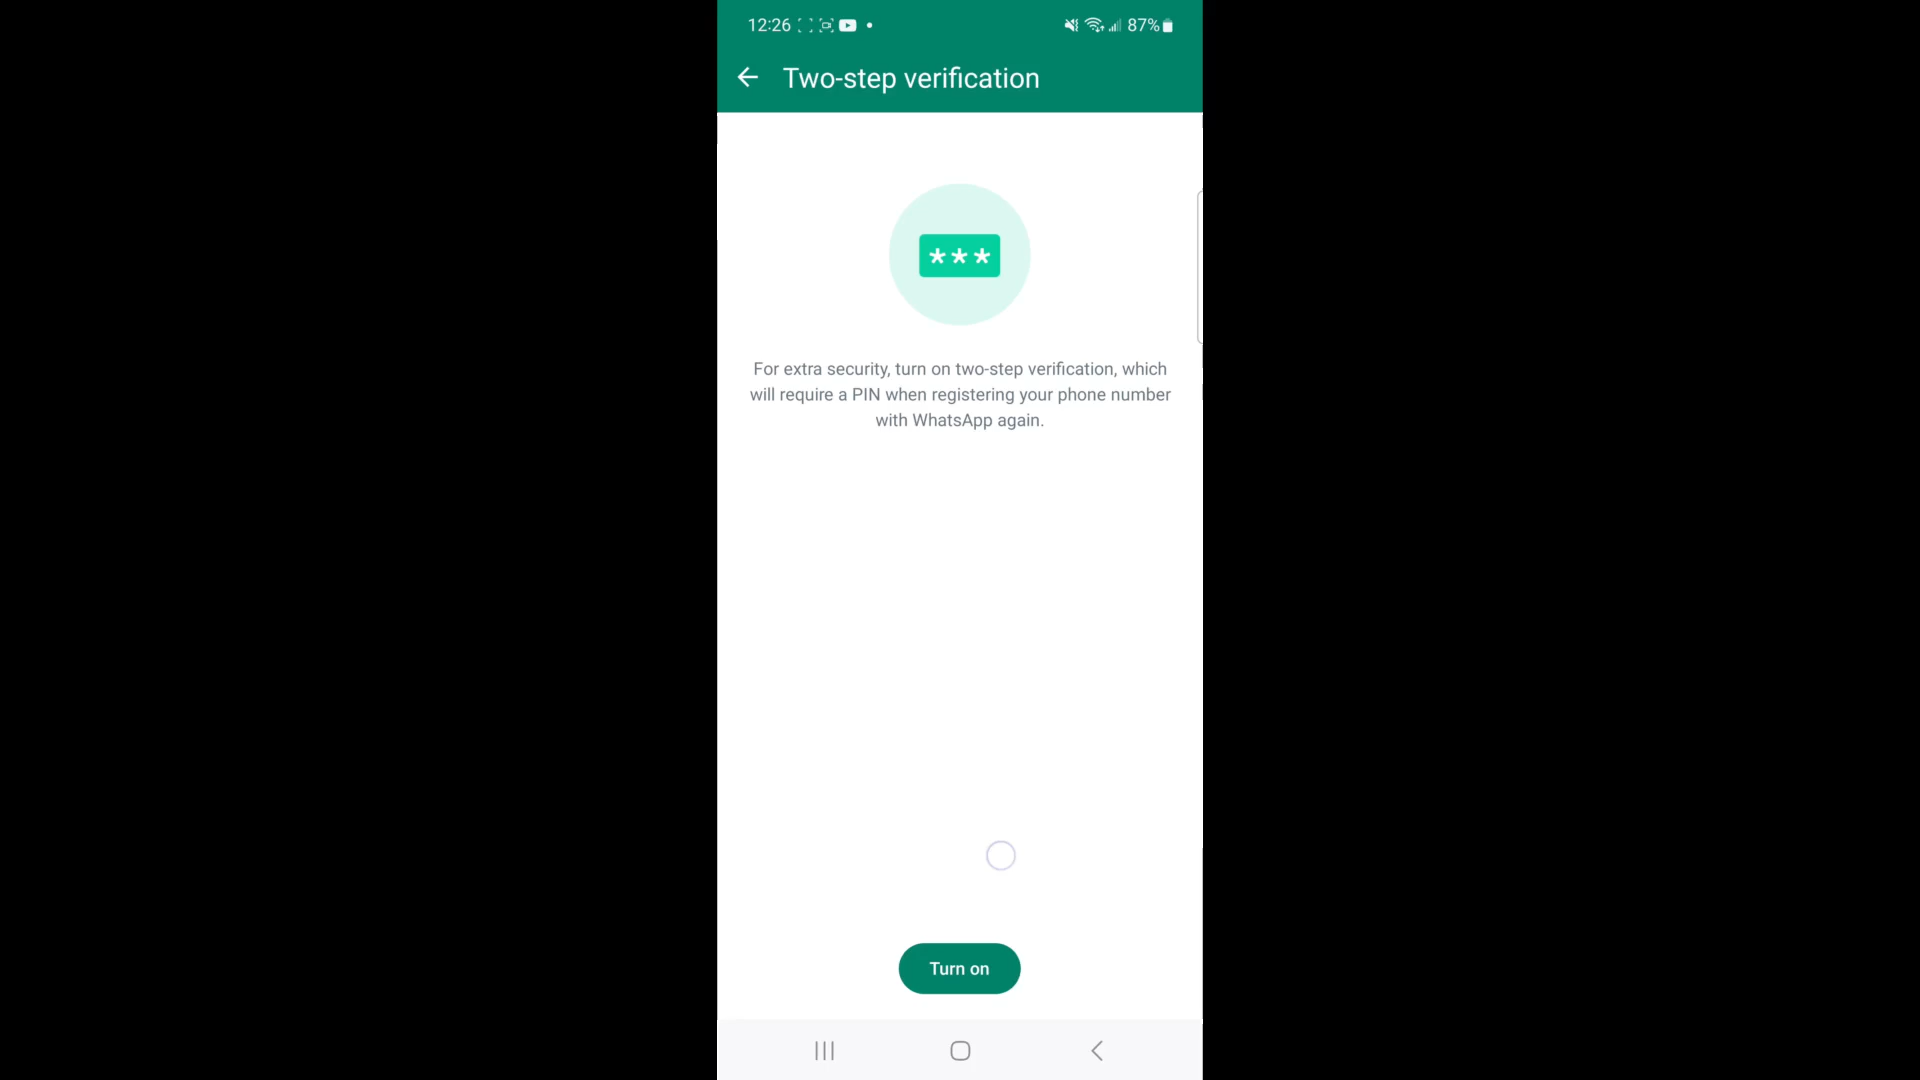 12:26 87%
Two-step verification
***
For extra security, turn on two-step verification, which
will require a PIN when registering your phone number
with WhatsApp again.
Turn on